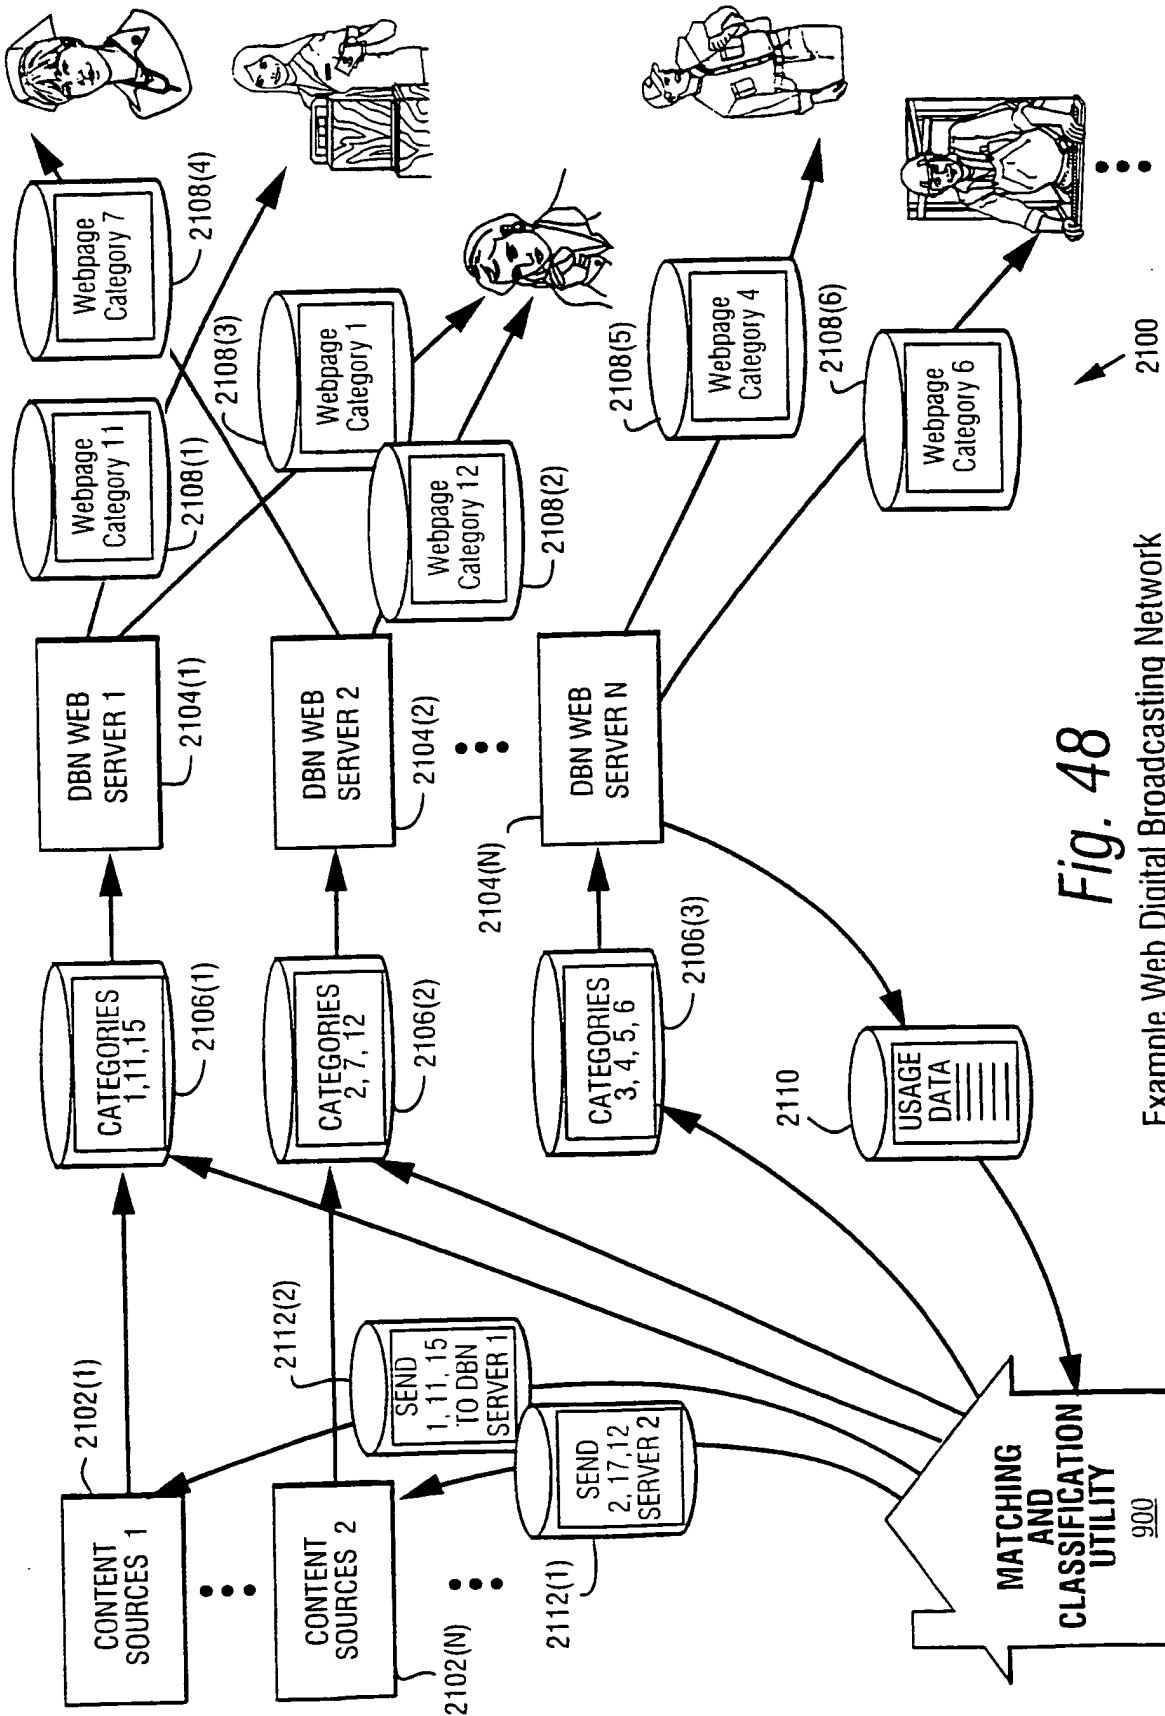 CONTENT
SOURCES 1
2102(1)
CONTENT
SOURCES 2
2102(N)
SEND
1, 11, 15
TO DBN
SERVER 1
2112(2)
SEND
2, 17, 12
SERVER 2
2112(1)
MATCHING
AND
CLASSIFICATION
UTILITY
900
CATEGORIES
1,11,15
2106(1)
CATEGORIES
2, 7, 12
2106(2)
CATEGORIES
3, 4, 5, 6
2106(3)
USAGE
DATA
2110
DBN WEB
SERVER 1
2104(1)
DBN WEB
SERVER 2
2104(2)
DBN WEB
SERVER N
2104(N)
Webpage
Category 11
2108(1)
Webpage
Category 7
2108(4)
Webpage
Category 1
2108(3)
Webpage
Category 12
2108(2)
Webpage
Category 4
2108(5)
Webpage
Category 6
2108(6)
2100
Fig. 48
Example Web Digital Broadcasting Network